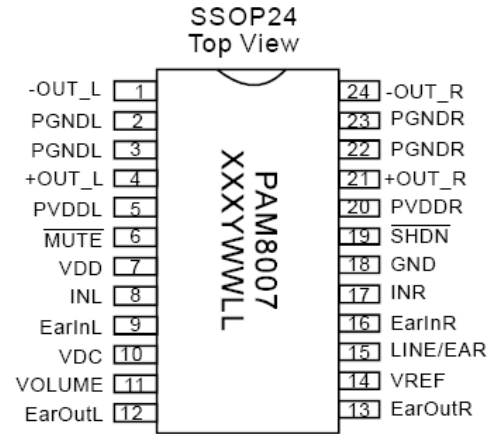 SSOP24
Top View
-OUT_L 1 24 -OUT_R
PGNDL 2 23 PGNDR
PGNDL 3 22 PGNDR
+OUT_L 4 21 +OUT_R
PVDDL 5 20 PVDDR
MUTE 6 19 SHDN
VDD 7 18 GND
INL 8 17 INR
EarInL 9 16 EarInR
VDC 10 15 LINE/EAR
VOLUME 11 14 VREF
EarOutL 12 13 EarOutR
PAM8007
XXXYWWLL